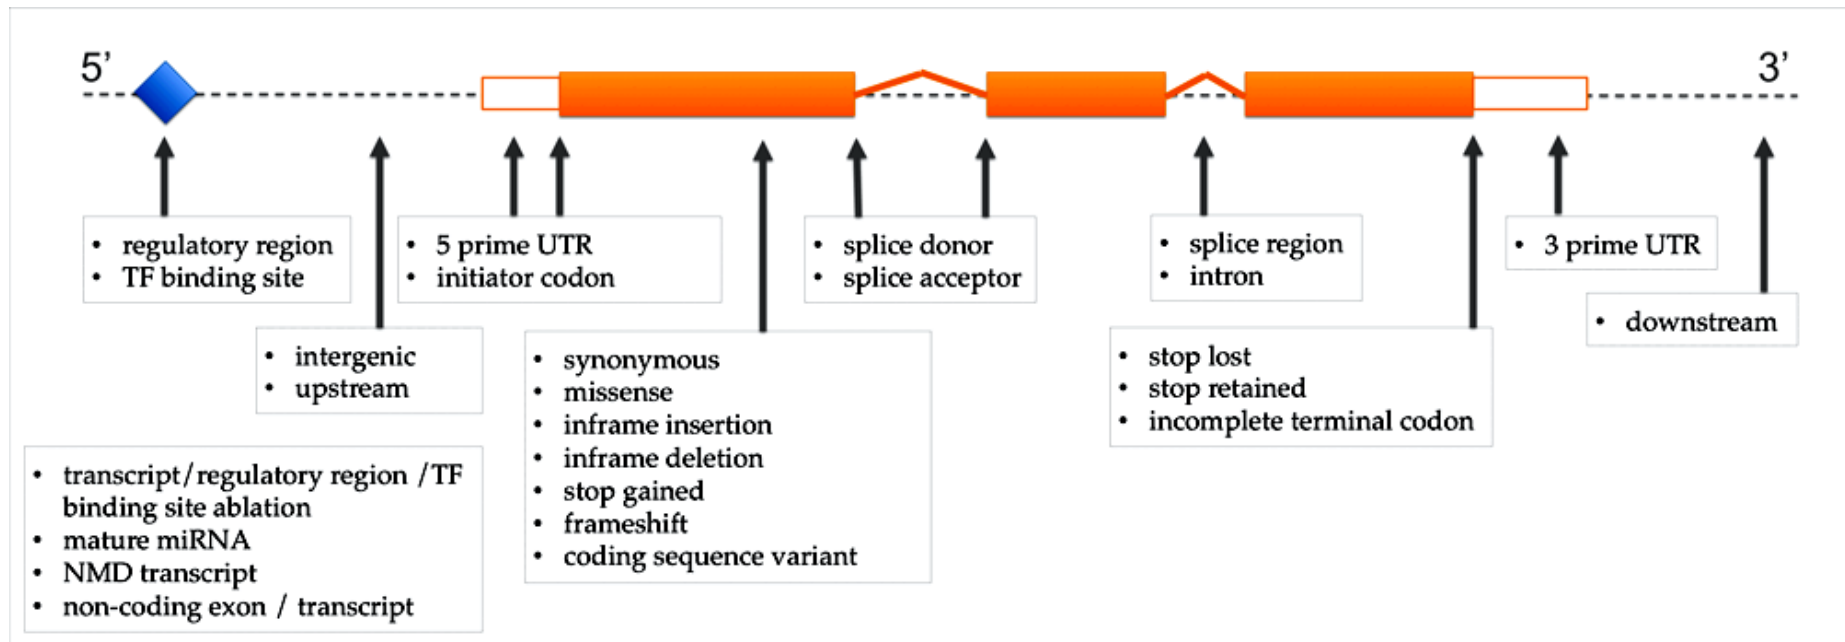 5’
3’
• regulatory region
• TF binding site
• 5 prime UTR
• initiator codon
• splice donor
• splice acceptor
• splice region
• intron
• 3 prime UTR
• intergenic
• upstream
• synonymous
• missense
• inframe insertion
• inframe deletion
• stop gained
• frameshift
• coding sequence variant
• stop lost
• stop retained
• incomplete terminal codon
• downstream
• transcript/regulatory region /TF
binding site ablation
• mature miRNA
• NMD transcript
• non-coding exon / transcript